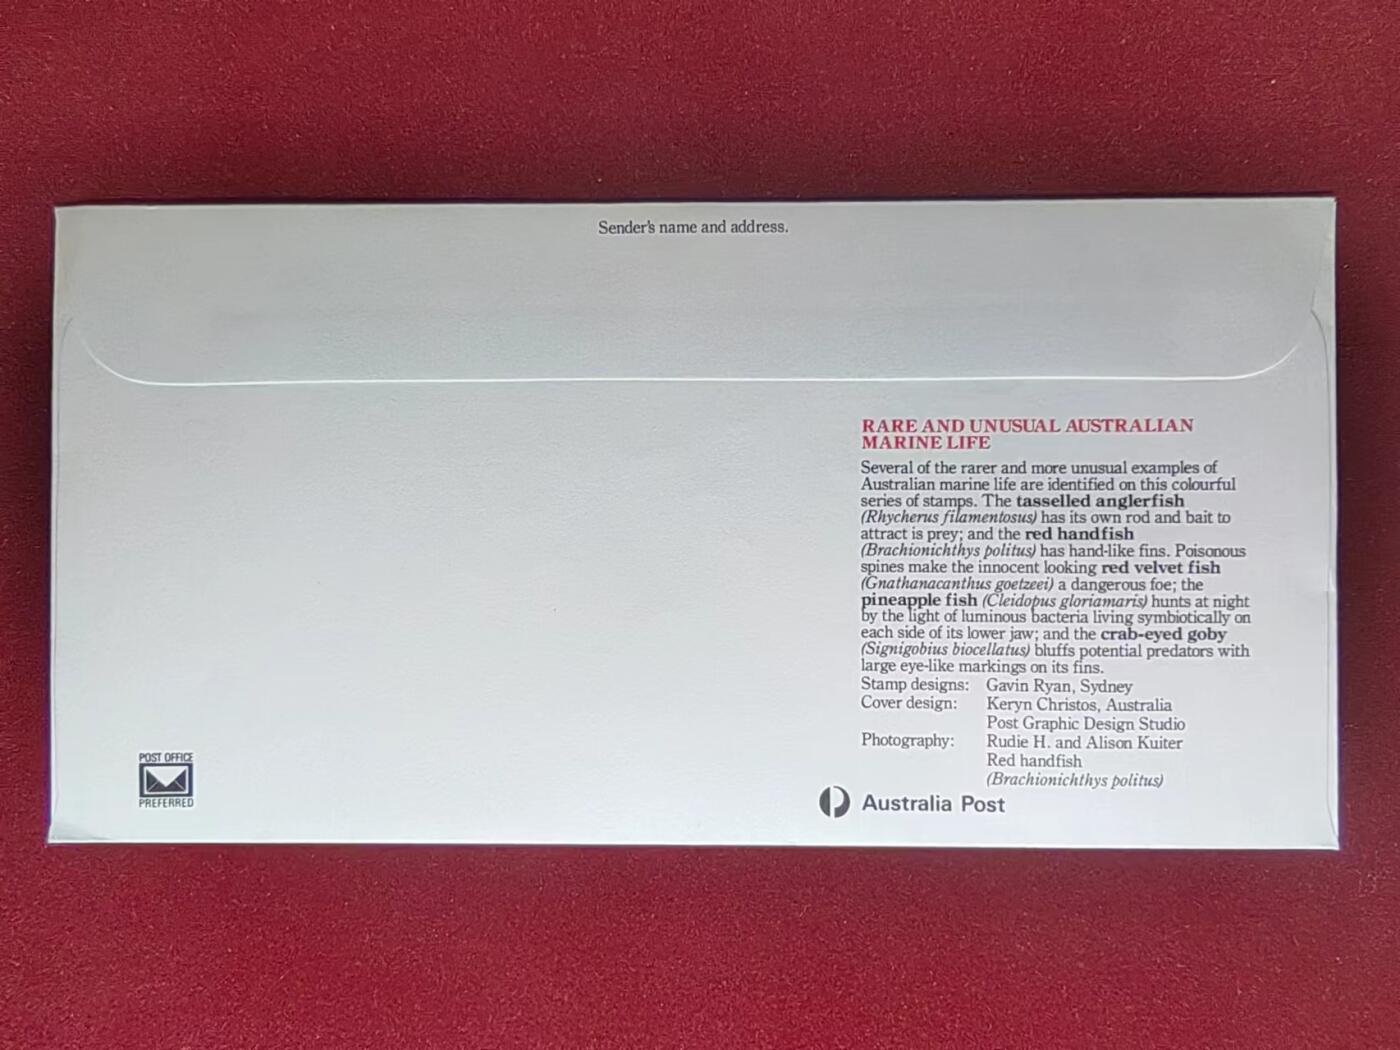 Sender's name and address.
RARE AND UNUSUAL AUSTRALIAN
MARINE LIFE
Several of the rarer and more unusual examples of
Australian marine life are identified on this colourful
series of stamps. The tasselled anglerfish
(Rhycherus filamentosus) has its own rod and bait to
attract is prey; and the red handfish
(Brachionichthys politus) has hand-like fins. Poisonous
spines make the innocent looking red velvet fish
(Gnathanacanthus goetzeei) a dangerous foe; the
pineapple fish (Cleidopus gloriamaris) hunts at night
by the light of luminous bacteria living symbiotically on
each side of its lower jaw; and the crab-eyed goby
(Signigobius biocellatus) bluffs potential predators with
large eye-like markings on its fins.
Stamp designs: Gavin Ryan, Sydney
Cover design: Keryn Christos, Australia
Post Graphic Design Studio
Photography: Rudie H. and Alison Kuiter
Red handfish
(Brachionichthys politus)
Australia Post
POST OFFICE
PREFERRED